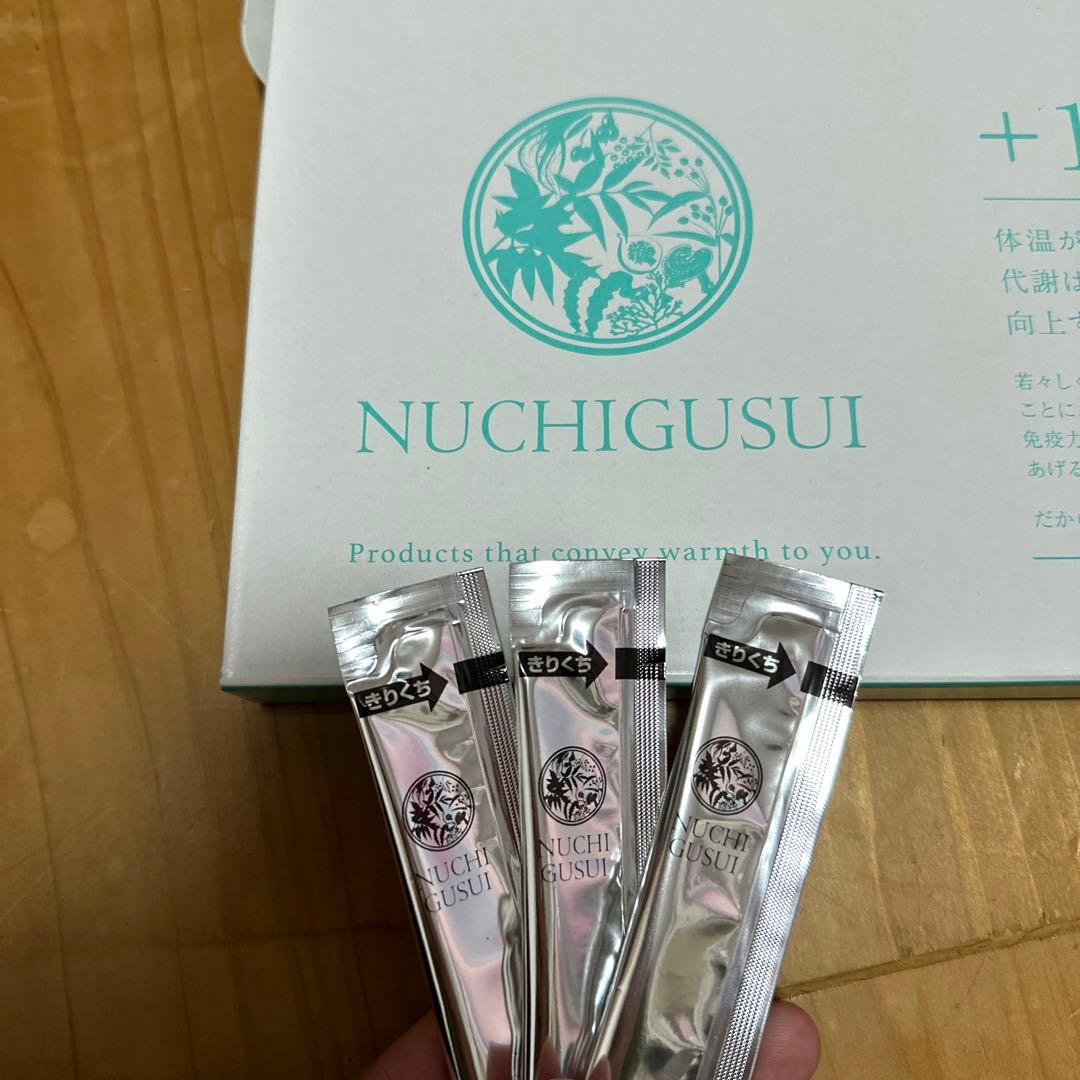 NUCHIGUSUI
Products that convey warmth to you.
+1
体温が
代謝は
向上す
若々しく
ことに
免疫力
あげる
だから
きりくち
NUCHI
GUSUI
きりくち
NUCHI
GUSUI
きりくち
NUCHI
GUSUI